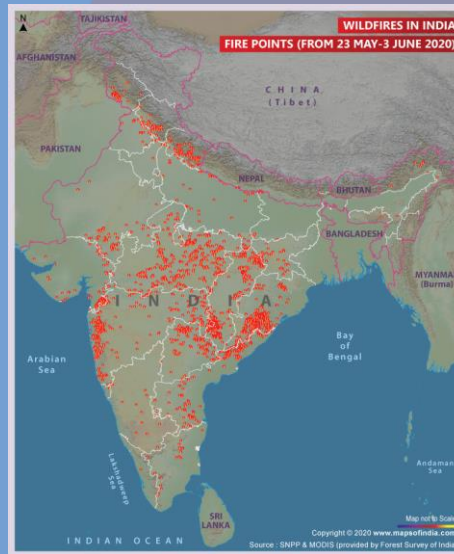 WILDFIRES IN INDIA
FIRE POINTS (FROM 23 MAY-3 JUNE 2020)
N
TAJIKISTAN
AFGHANISTAN
CHINA
(Tibet)
PAKISTAN
NEPAL
BHUTAN
BANGLADESH
MYANMA
(Burma)
INDIA
Arabian
Sea
Bay
of
Bengal
Lakshadweep
Sea
Andaman
Sea
SRI
LANKA
INDIAN OCEAN
Map not to Scale
Copyright © 2020 www.mapsofindia.com
Source : SNPP & MODIS (provided by Forest Survey of India